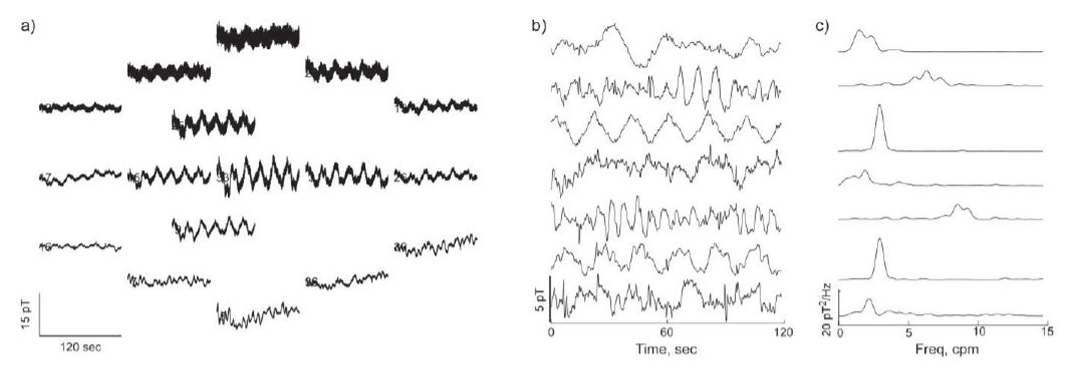 a)
b)
c)
15 pT
120 sec
5 pT
0 60 120
Time, sec
20 pT²/Hz
0 5 10 15
Freq, cpm